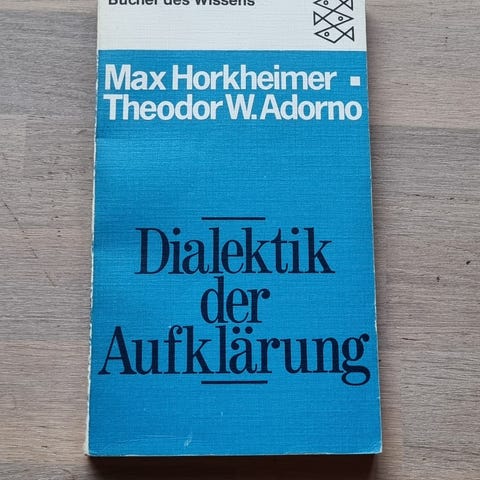 Bücher des Wissens
Max Horkheimer ▪
Theodor W. Adorno
Dialektik
der
Aufklärung